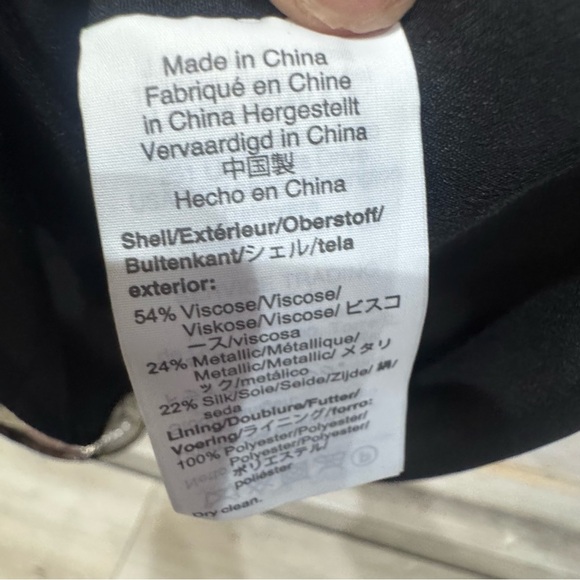 Made in China
Fabriqué en Chine
in China Hergestellt
Vervaardigd in China
中国製
Hecho en China
Shell/Extérieur/Oberstoff/
Buitenkant/シェル/tela
exterior:
54% Viscose/Viscose/
Viskose/Viscose/ ビスコ
ース/viscosa
24% Metallic/Métallique/
Metallic/Metallic/ メタリ
ック/metálico
22% Silk/Soie/Seide/Zijde/ 絹/
seda
Lining/Doublure/Futter/
Voering/ライニング/forro:
100% Polyester/Polyester/
Polyester/Polyester/
ポリエステル/
poliéster
Dry clean.